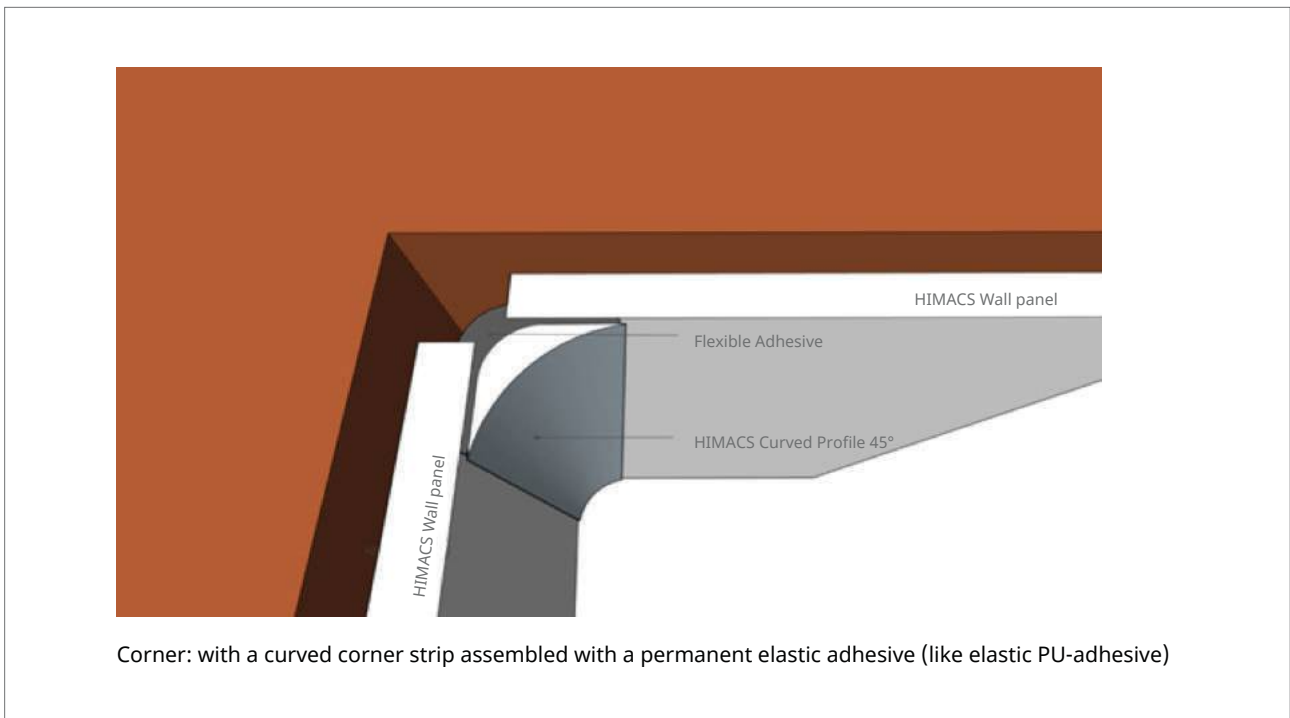 HIMACS Wall panel
Flexible Adhesive
HIMACS Curved Profile 45°
HIMACS Wall panel
Corner: with a curved corner strip assembled with a permanent elastic adhesive (like elastic PU-adhesive)